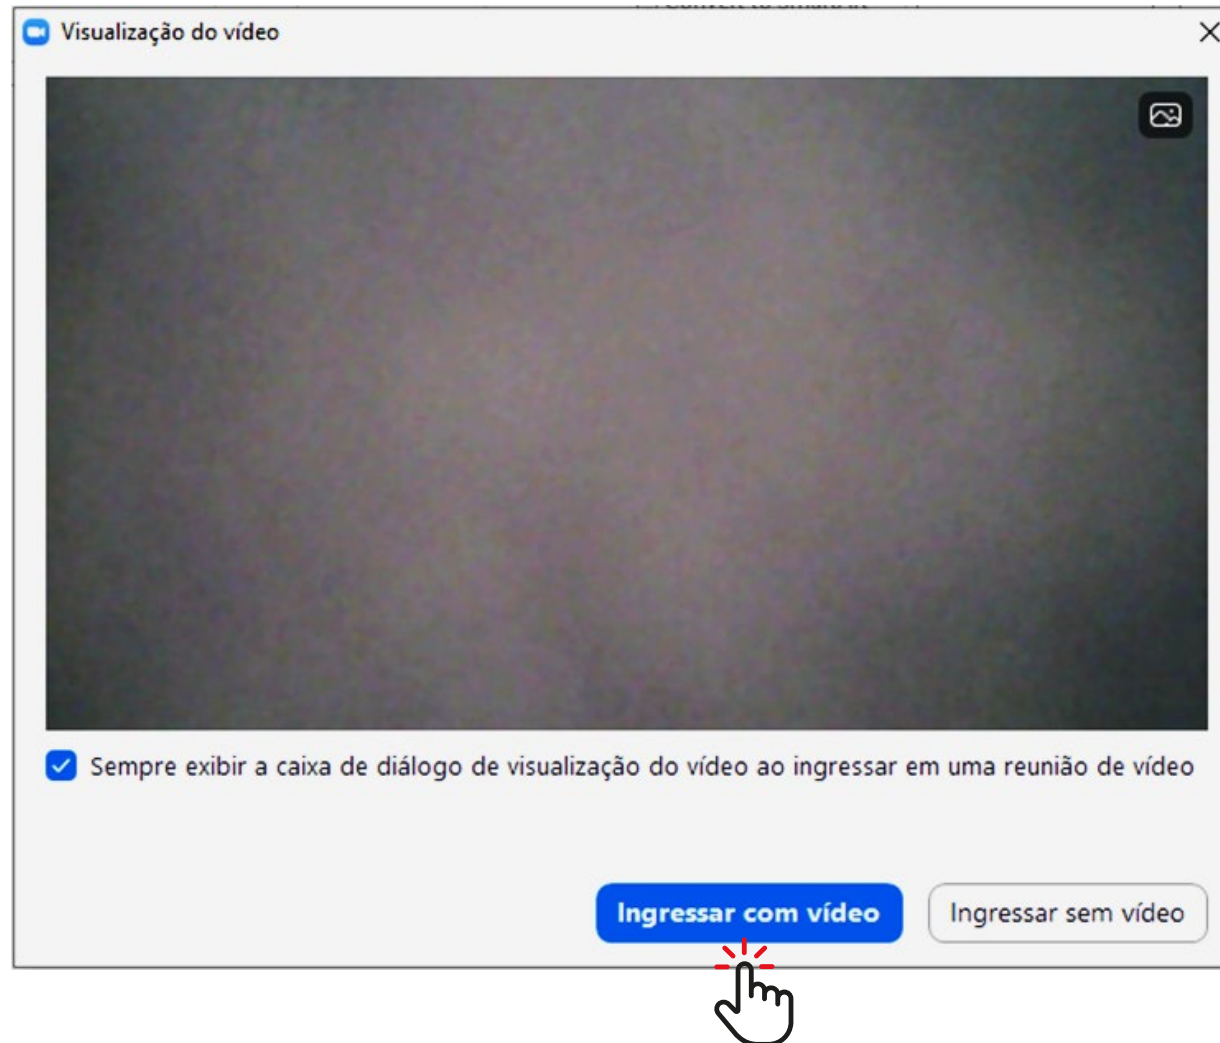 Visualização do vídeo
Sempre exibir a caixa de diálogo de visualização do vídeo ao ingressar em uma reunião de vídeo
Ingressar com vídeo
Ingressar sem vídeo